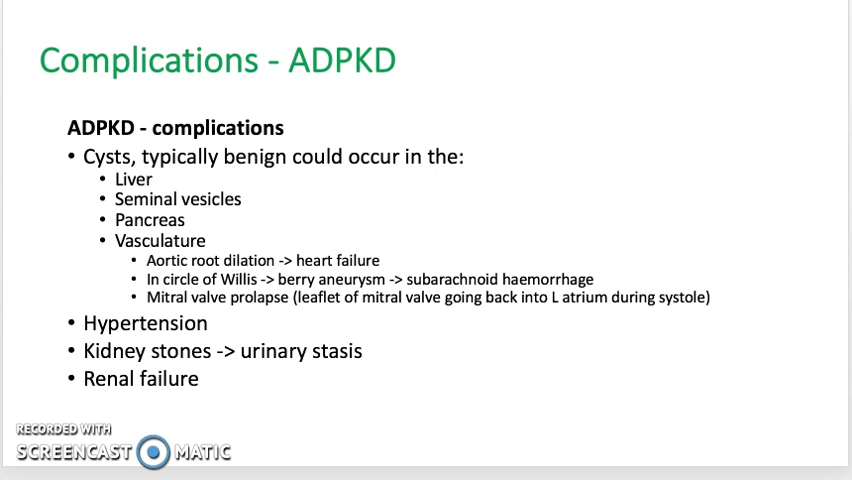 Complications - ADPKD
ADPKD - complications
• Cysts, typically benign could occur in the:
• Liver
• Seminal vesicles
• Pancreas
• Vasculature
• Aortic root dilation -> heart failure
• In circle of Willis -> berry aneurysm -> subarachnoid haemorrhage
• Mitral valve prolapse (leaflet of mitral valve going back into L atrium during systole)
• Hypertension
• Kidney stones -> urinary stasis
• Renal failure
RECORDED WITH
SCREENCAST MATIC